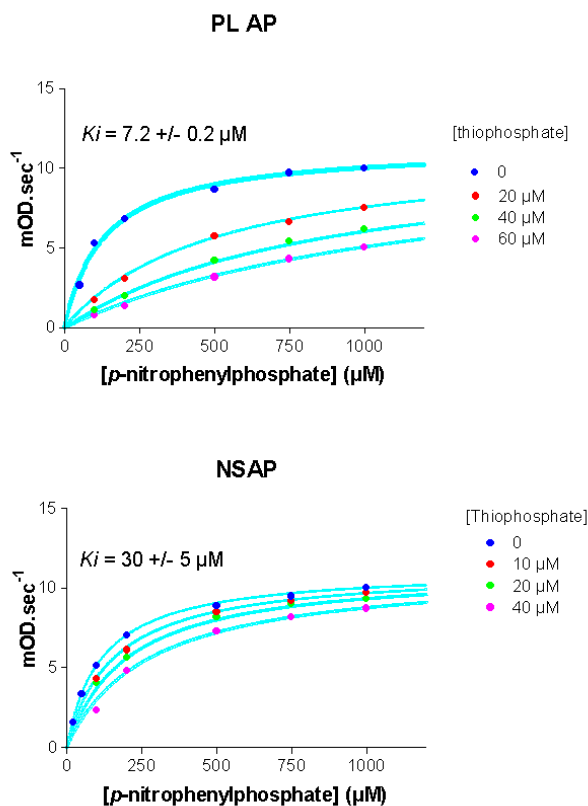 PL AP
15
Ki = 7.2 +/- 0.2 µM
10
5
0
mOD.sec-1
0 250 500 750 1000
[p-nitrophenylphosphate] (µM)
[thiophosphate]
0
20 µM
40 µM
60 µM
NSAP
15
Ki = 30 +/- 5 µM
10
5
0
mOD.sec-1
0 250 500 750 1000
[p-nitrophenylphosphate] (µM)
[Thiophosphate]
0
10 µM
20 µM
40 µM